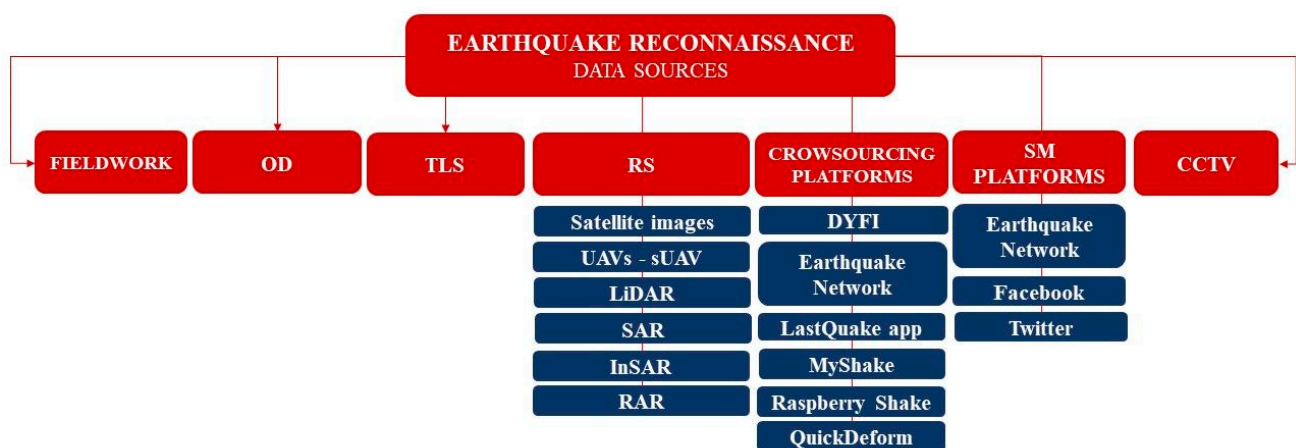 EARTHQUAKE RECONNAISSANCE
DATA SOURCES
FIELDWORK
OD
TLS
RS
CROWSOURCING
PLATFORMS
SM
PLATFORMS
CCTV
Satellite images
UAVs - sUAV
LiDAR
SAR
InSAR
RAR
DYFI
Earthquake
Network
LastQuake app
MyShake
Raspberry Shake
QuickDeform
Earthquake
Network
Facebook
Twitter